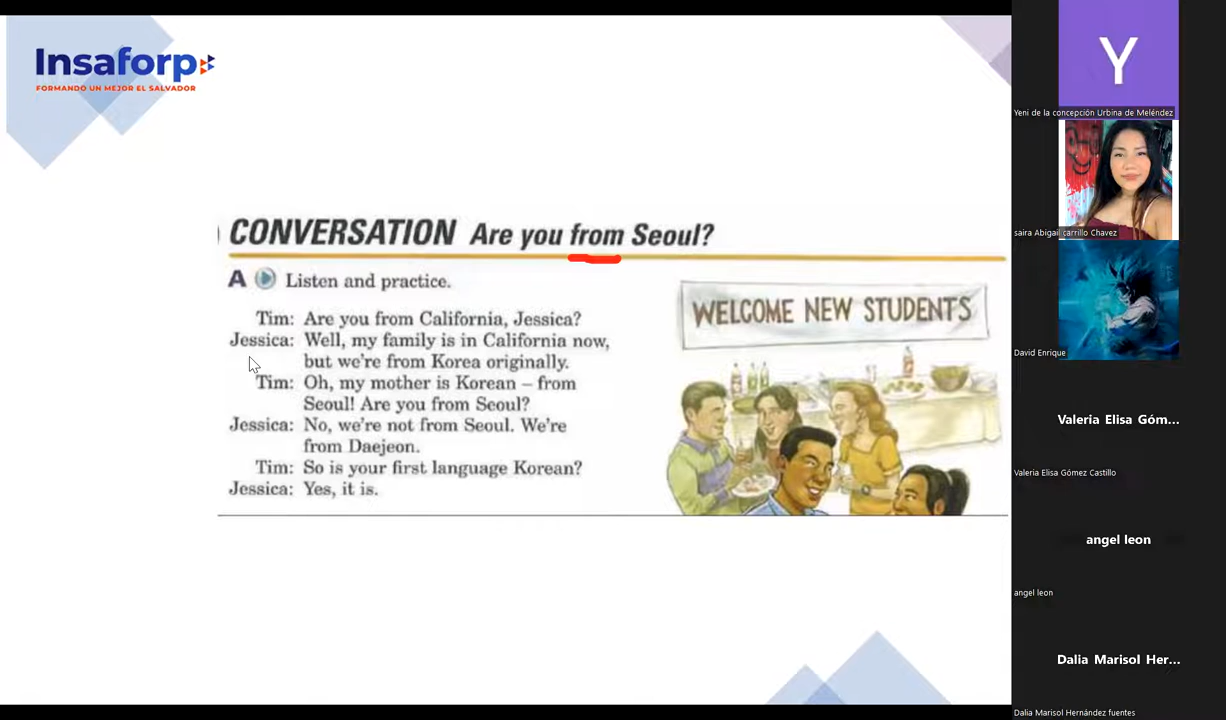 Insaforp
FORMANDO UN MEJOR EL SALVADOR
CONVERSATION Are you from Seoul?
A Listen and practice.
Tim: Are you from California, Jessica?
Jessica: Well, my family is in California now,
but we're from Korea originally.
Tim: Oh, my mother is Korean – from
Seoul! Are you from Seoul?
Jessica: No, we're not from Seoul. We're
from Daejeon.
Tim: So is your first language Korean?
Jessica: Yes, it is.
WELCOME NEW STUDENTS
Y
Yeni de la concepción Urbina de Meléndez
saira Abigail carrillo Chavez
David Enrique
Valeria Elisa Góm...
Valeria Elisa Gómez Castillo
angel leon
angel leon
Dalia Marisol Her...
Dalia Marisol Hernández fuentes